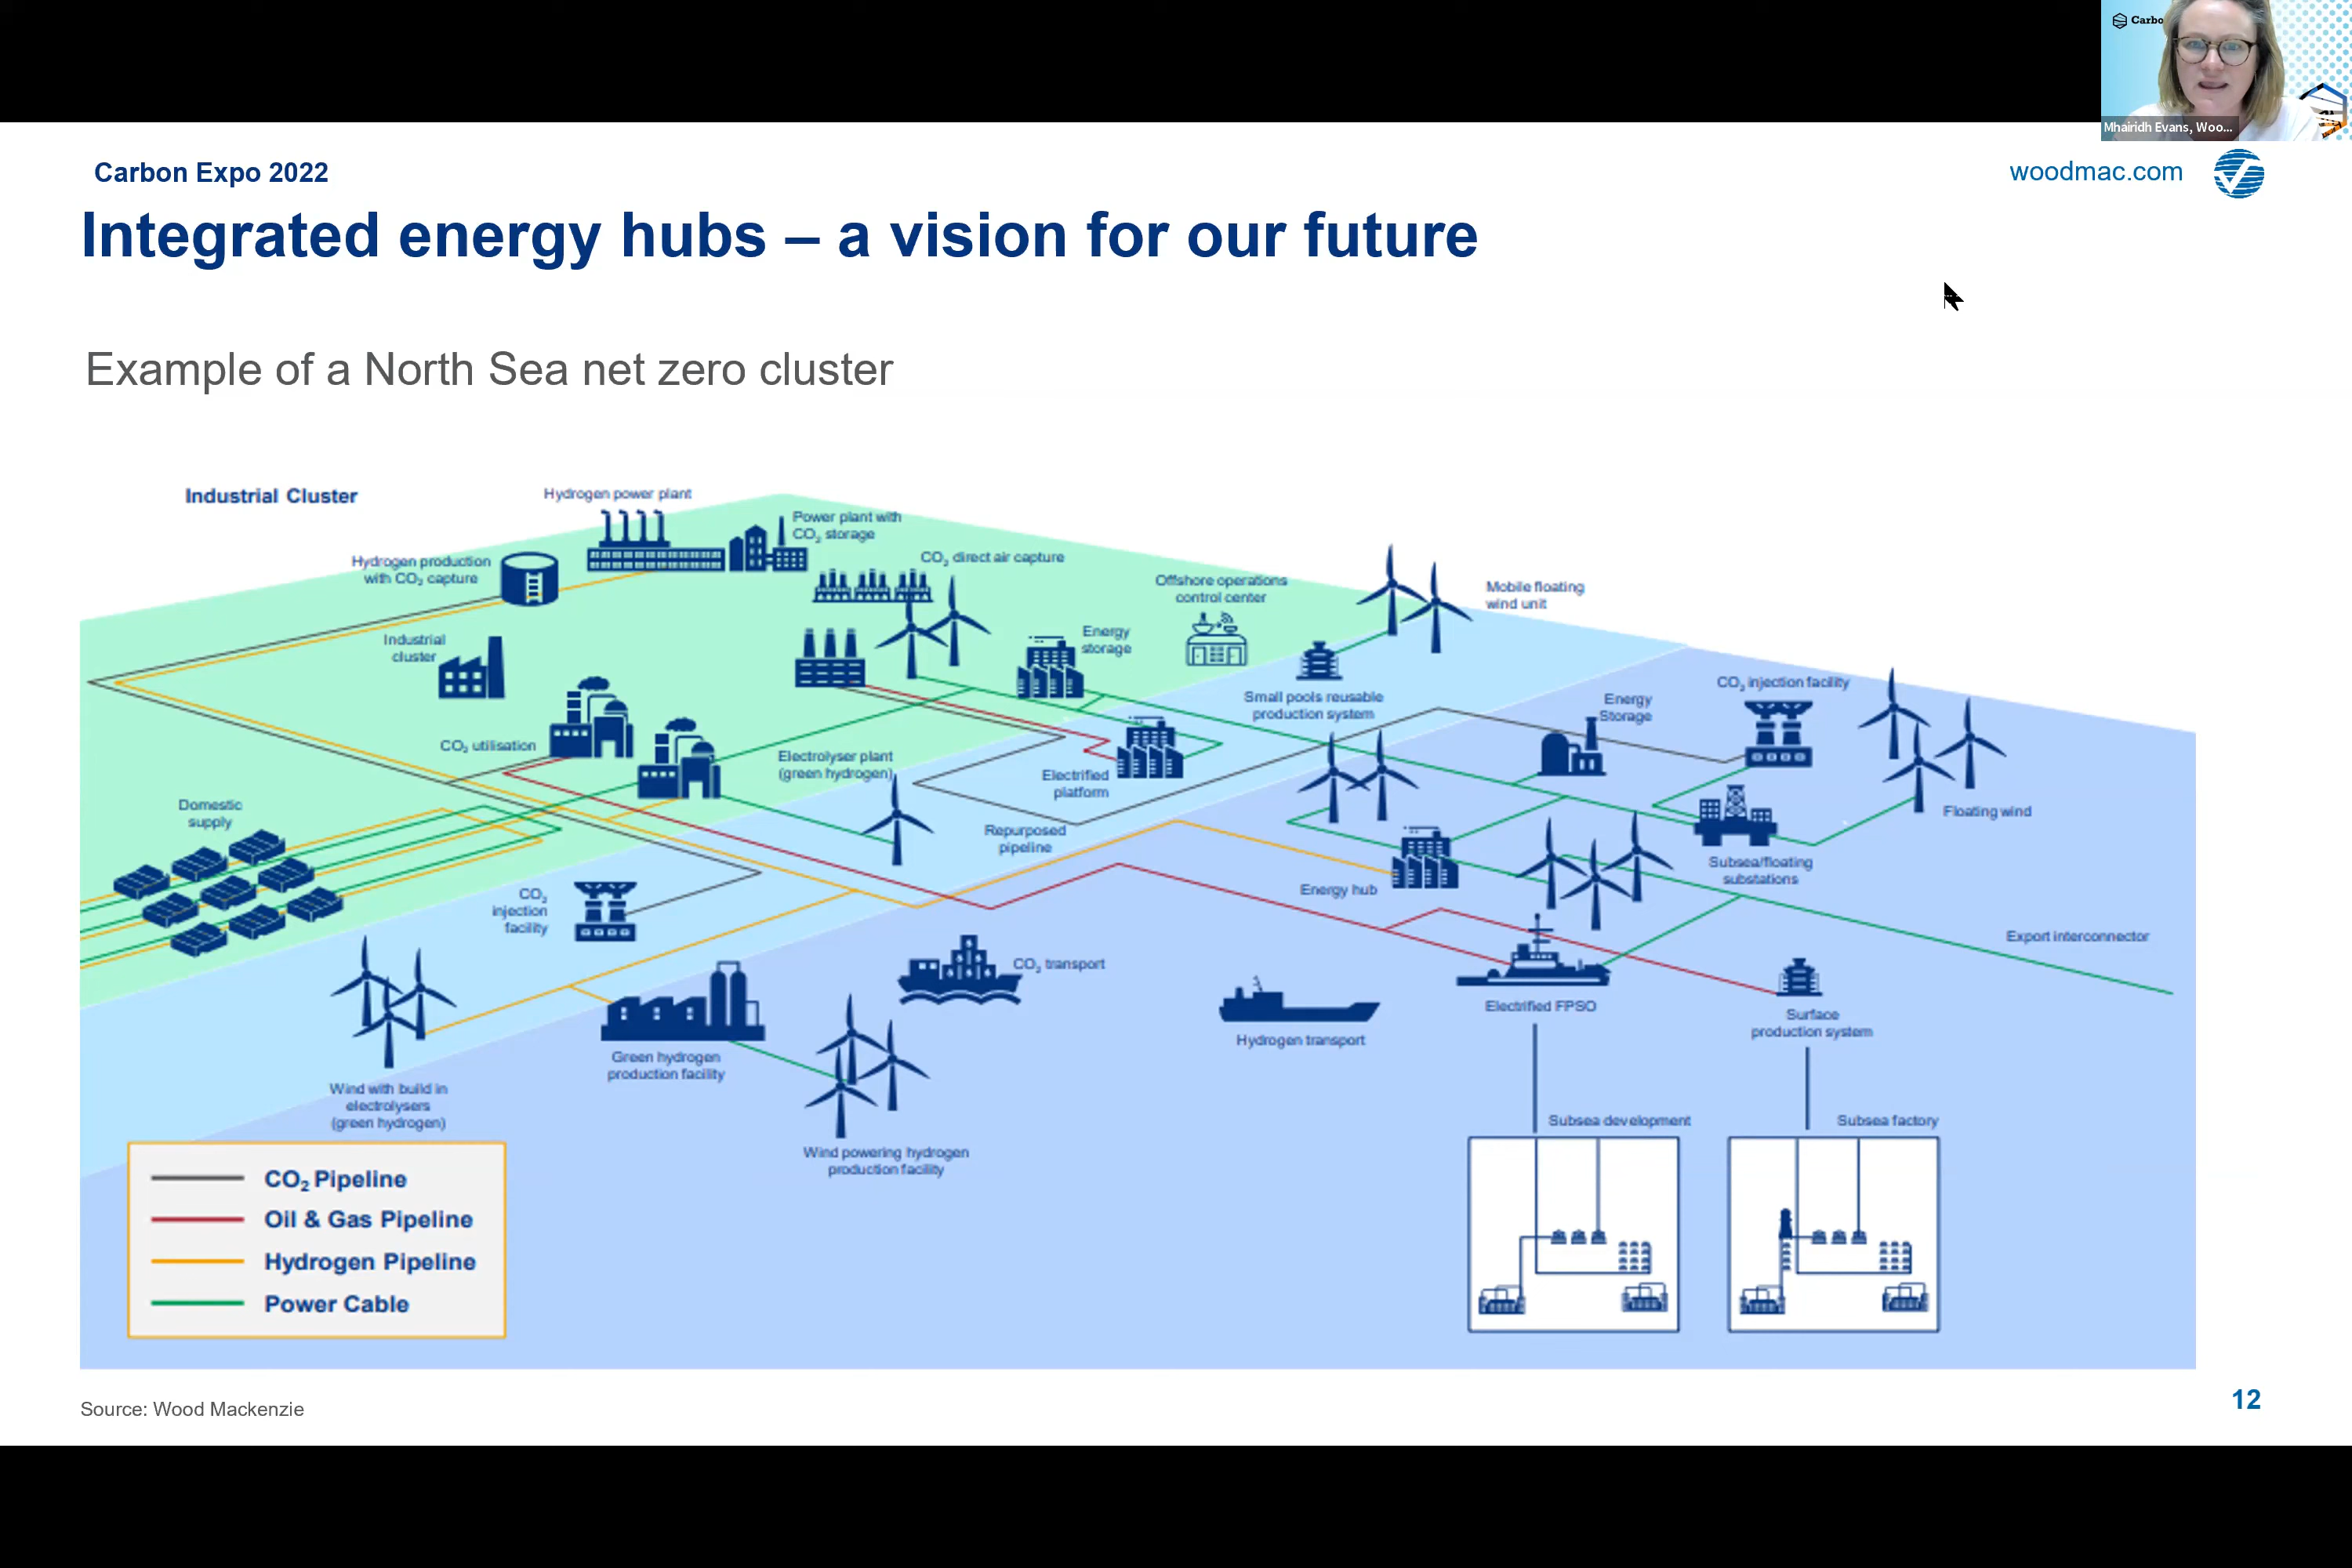 Carbo
Mhairidh Evans, Woo...
Carbon Expo 2022
woodmac.com
Integrated energy hubs – a vision for our future
Example of a North Sea net zero cluster
Industrial Cluster
Hydrogen power plant
Power plant with
CO₂ storage
Hydrogen production
with CO₂ capture
CO₂ direct air capture
Offshore operations
control center
Mobile floating
wind unit
Industrial
cluster
Energy
storage
Small pools reusable
production system
Energy
Storage
CO₂ injection facility
CO₂ utilisation
Electrolyser plant
(green hydrogen)
Electrified
platform
Domestic
supply
Repurposed
pipeline
Floating wind
Subsea/floating
substations
Energy hub
CO₂
injection
facility
Export interconnector
CO₂ transport
Electrified FPSO
Surface
production system
Hydrogen transport
Green hydrogen
production facility
Wind with build in
electrolysers
(green hydrogen)
Wind powering hydrogen
production facility
Subsea development
Subsea factory
CO₂ Pipeline
Oil & Gas Pipeline
Hydrogen Pipeline
Power Cable
Source: Wood Mackenzie
12